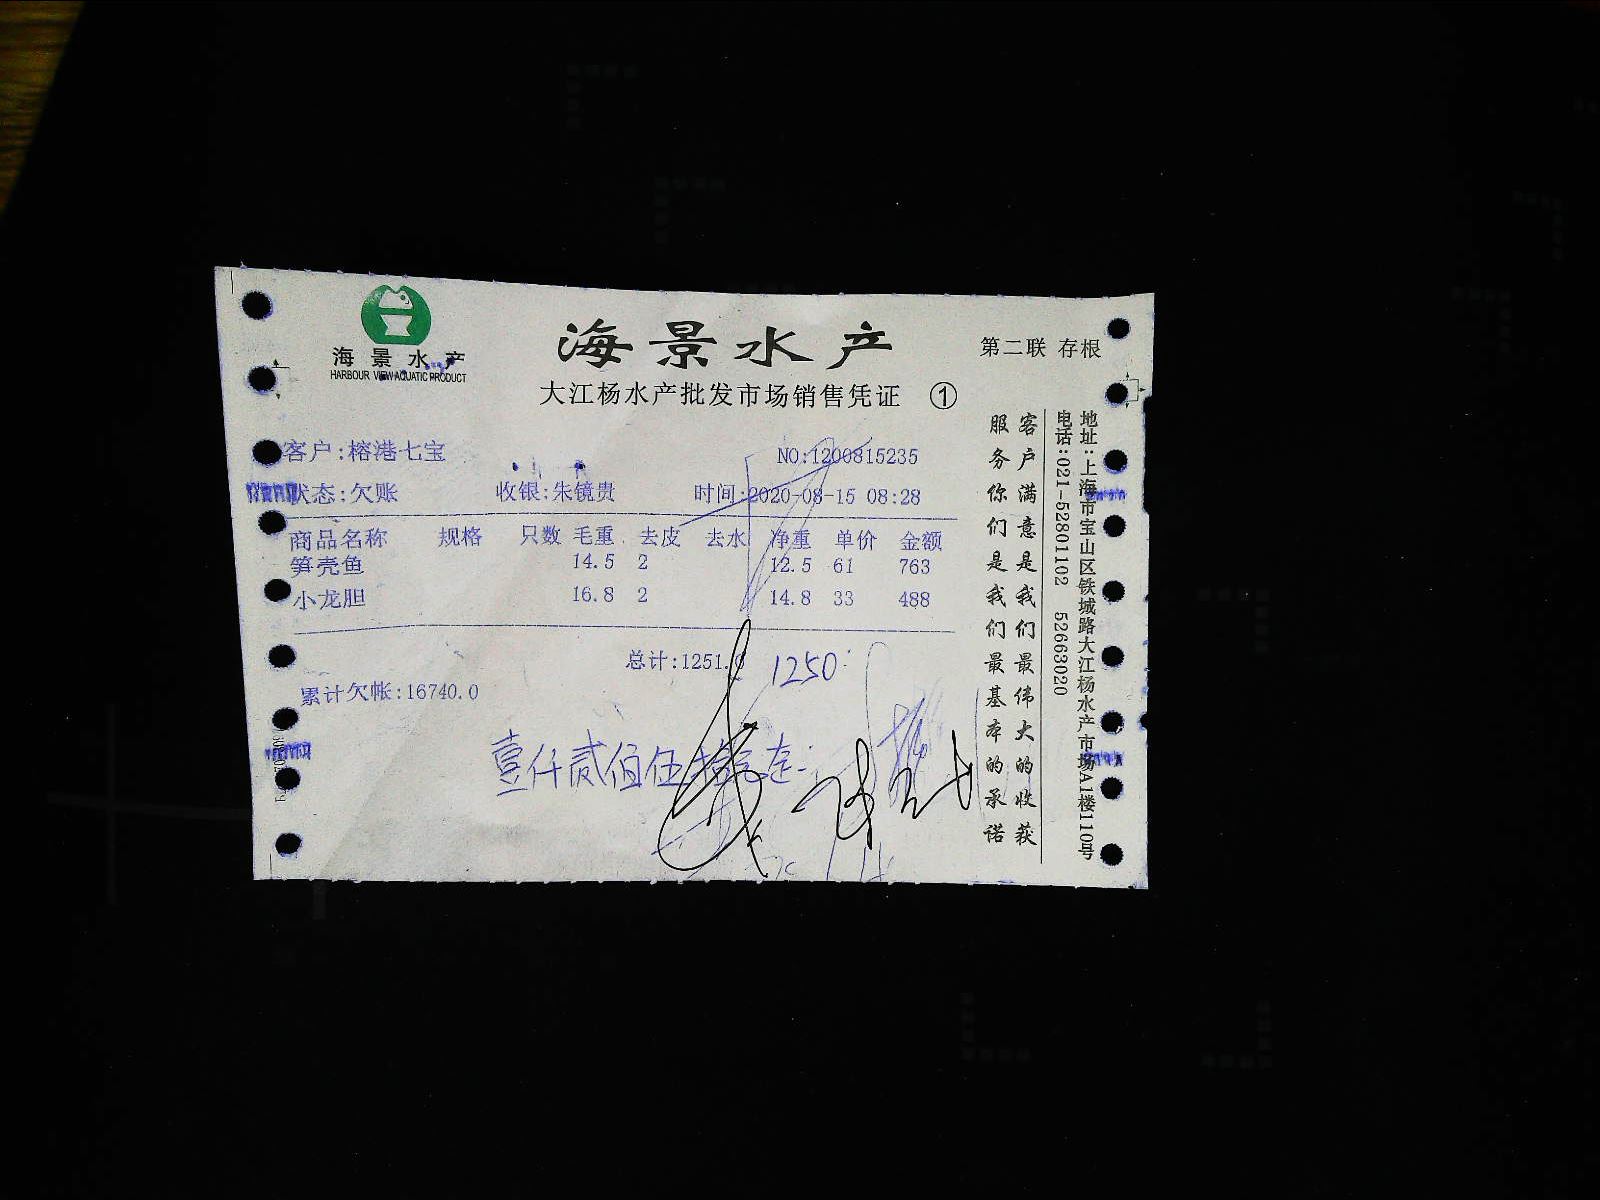 海景水产
HARBOUR VIEW AQUATIC PRODUCT
海景水产
第二联 存根
大江杨水产批发市场销售凭证 ①
客户:榕港七宝 NO:1200815235
状态:欠账 收银:朱镜贵 时间:2020-08-15 08:28
商品名称 规格 只数 毛重 去皮 去水 净重 单价 金额
笋壳鱼 14.5 2 12.5 61 763
小龙胆 16.8 2 14.8 33 488
总计:1251.0 1250
累计欠帐:16740.0
壹仟贰佰伍拾元
客户满意是我们最伟大的收获
服务你们是我们最基本的承诺
地址:上海市宝山区铁城路大江杨水产市场A1楼110号
电话:021-52801102 52663020